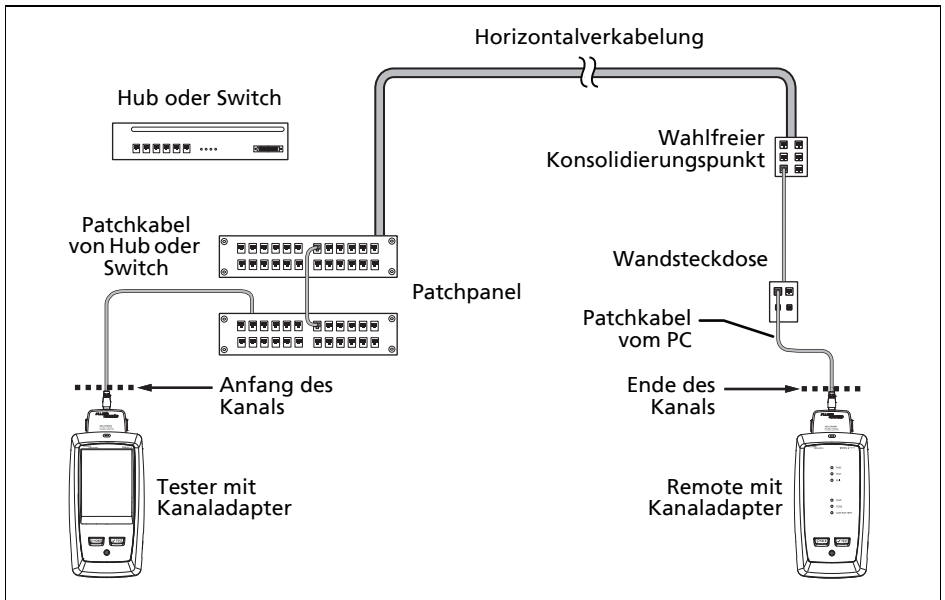 Horizontalverkabelung
Hub oder Switch
Wahlfreier
Konsolidierungspunkt
Patchkabel
von Hub oder
Switch
Wandsteckdose
Patchpanel
Patchkabel
vom PC
Anfang des
Kanals
Ende des
Kanals
Tester mit
Kanaladapter
Remote mit
Kanaladapter